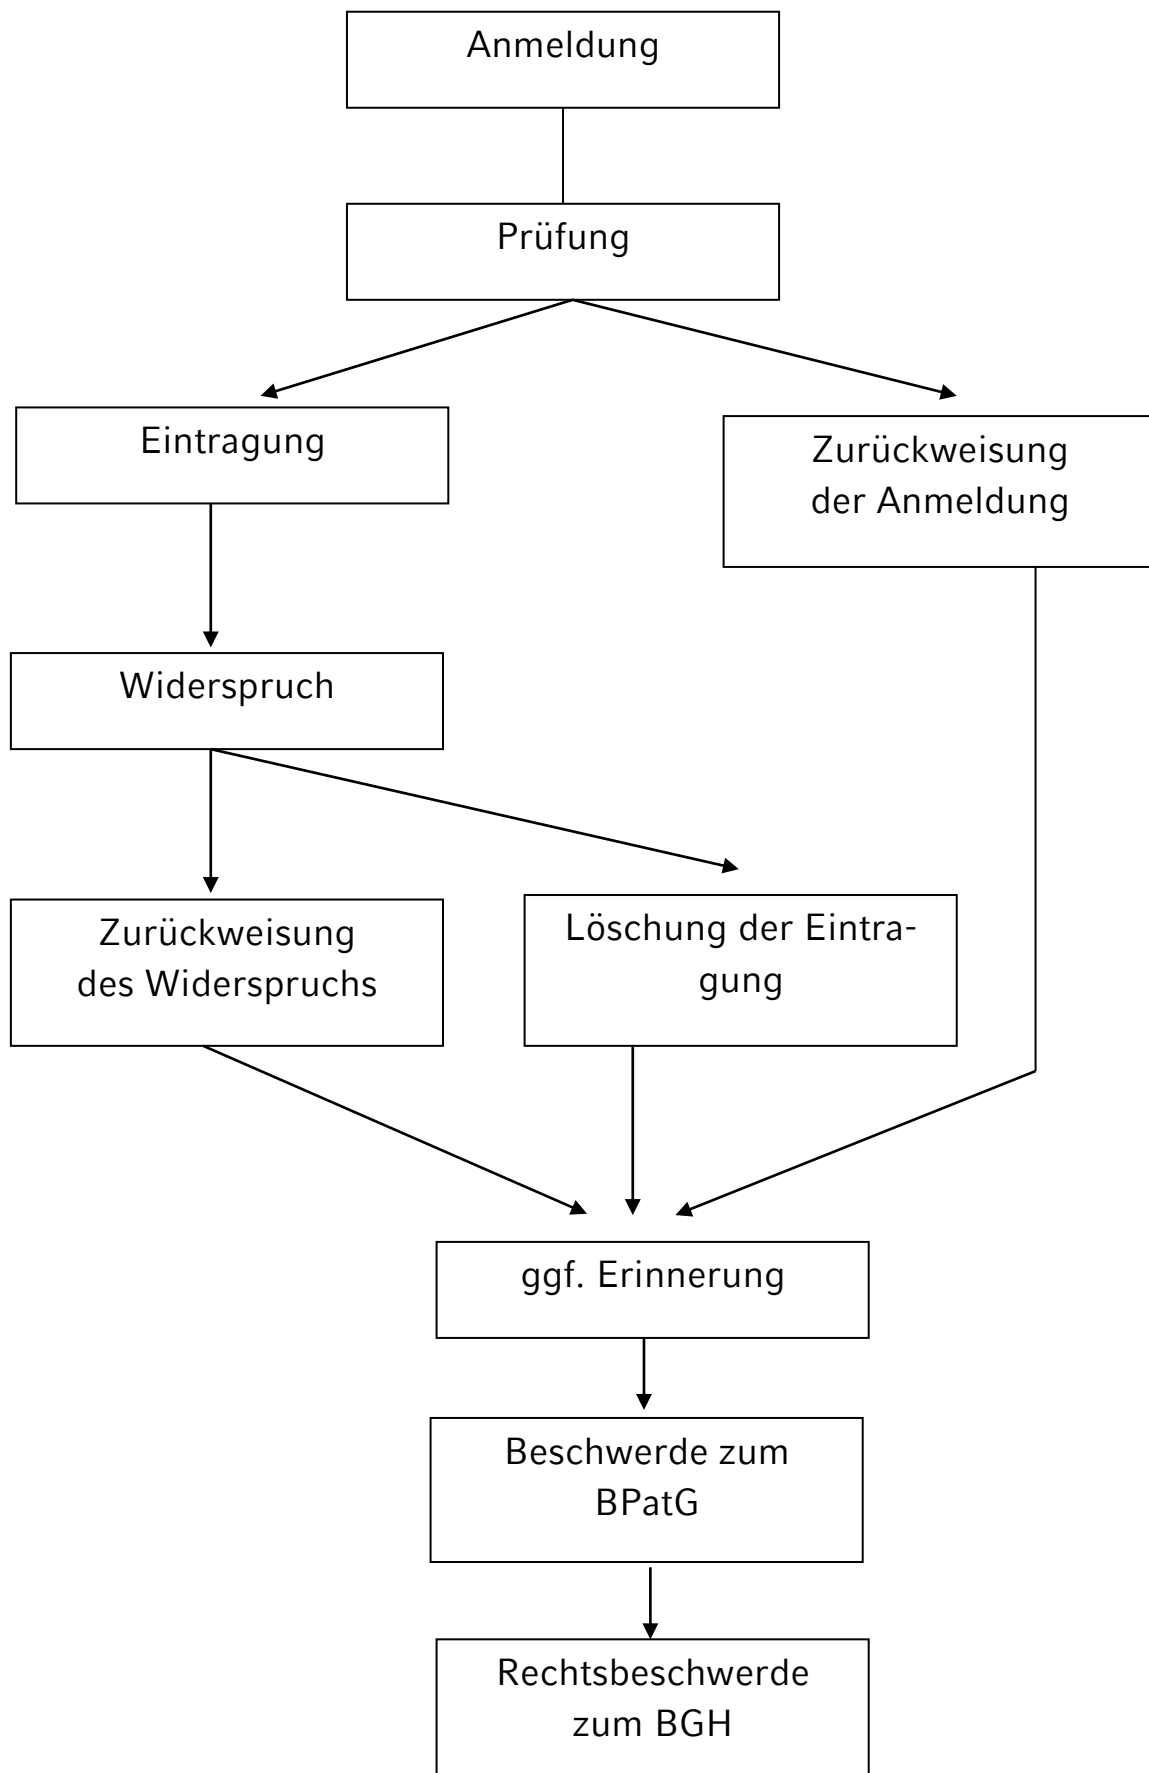 Anmeldung
Prüfung
Eintragung
Zurückweisung
der Anmeldung
Widerspruch
Zurückweisung
des Widerspruchs
Löschung der Eintra-
gung
ggf. Erinnerung
Beschwerde zum
BPatG
Rechtsbeschwerde
zum BGH